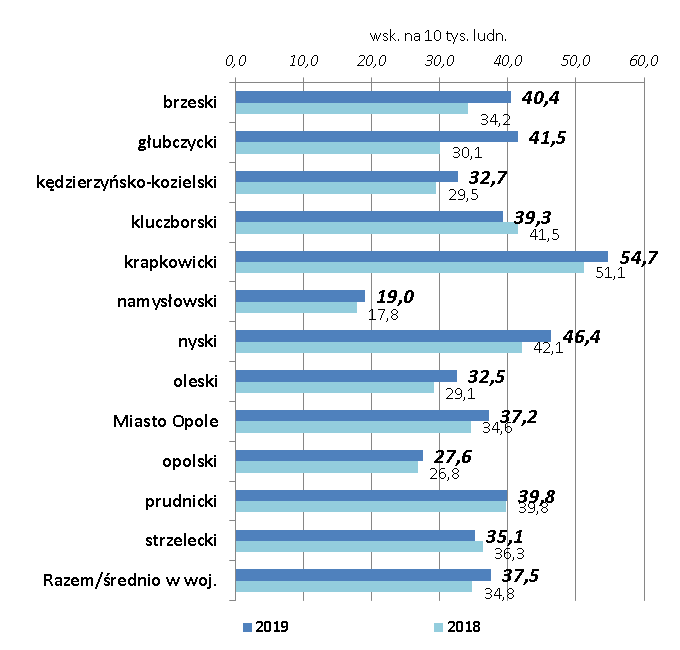 wsk. na 10 tys. ludn.
0,0 10,0 20,0 30,0 40,0 50,0 60,0
brzeski 40,4
34,2
głubczycki 41,5
30,1
kędzierzyńsko-kozielski 32,7
29,5
kluczborski 39,3
41,5
krapkowicki 54,7
51,1
namysłowski 19,0
17,8
nyski 46,4
42,1
oleski 32,5
29,1
Miasto Opole 37,2
34,6
opolski 27,6
26,8
prudnicki 39,8
39,8
strzelecki 35,1
36,3
Razem/średnio w woj. 37,5
34,8
2019 2018